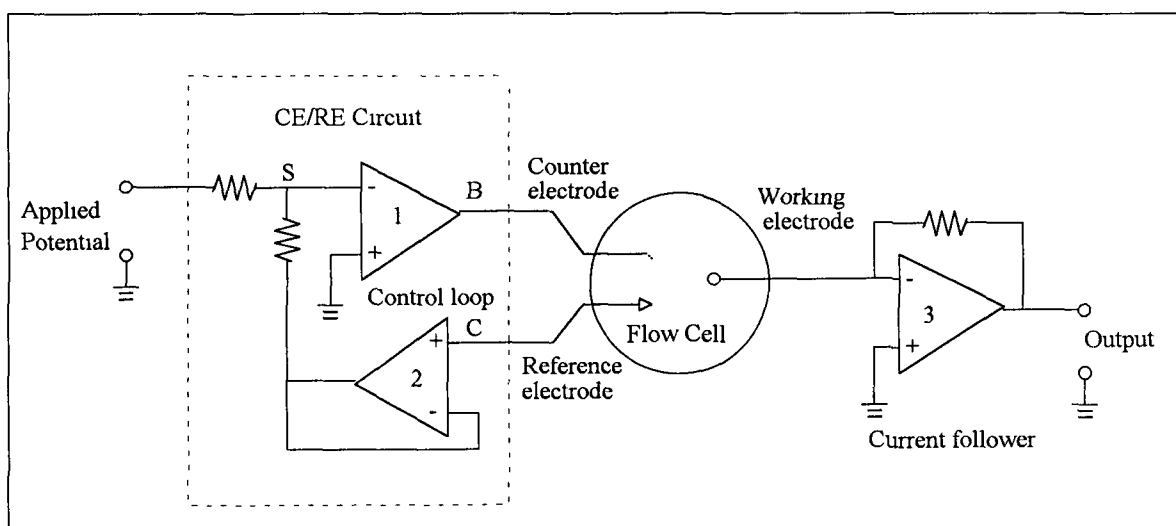 CE/RE Circuit
S
-
1
+
B
Counter
electrode
Working
electrode
Applied
Potential
Control loop
C
+
2
-
Reference
electrode
Flow Cell
-
3
+
Output
Current follower